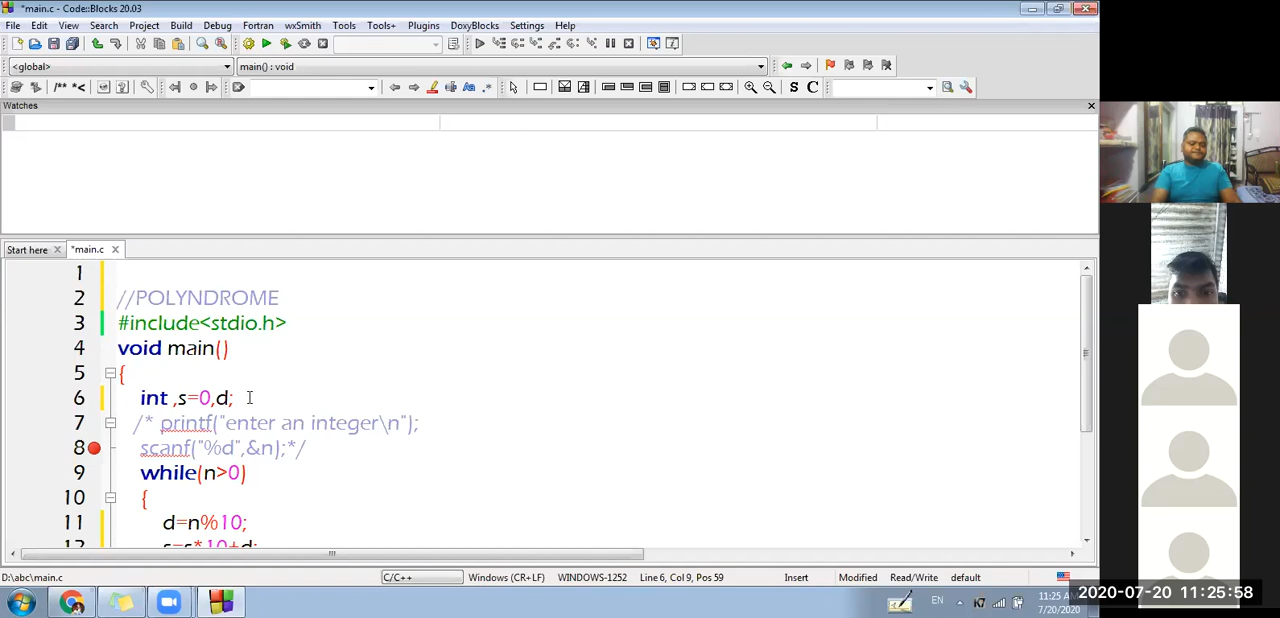 *main.c - Code::Blocks 20.03
File Edit View Search Project Build Debug Fortran wxSmith Tools Tools+ Plugins DoxyBlocks Settings Help
<global> main() : void
/** *<
S C
Watches
Start here *main.c
1
2 //POLYNDROME
3 #include<stdio.h>
4 void main()
5 {
6 int ,s=0,d;
7 /* printf("enter an integer\n");
8 scanf("%d",&n);*/
9 while(n>0)
10 {
11 d=n%10;
12 s=s*10+d;
D:\abc\main.c C/C++ Windows (CR+LF) WINDOWS-1252 Line 6, Col 9, Pos 59 Insert Modified Read/Write default
EN
11:25 AM
7/20/2020
2020-07-20 11:25:58